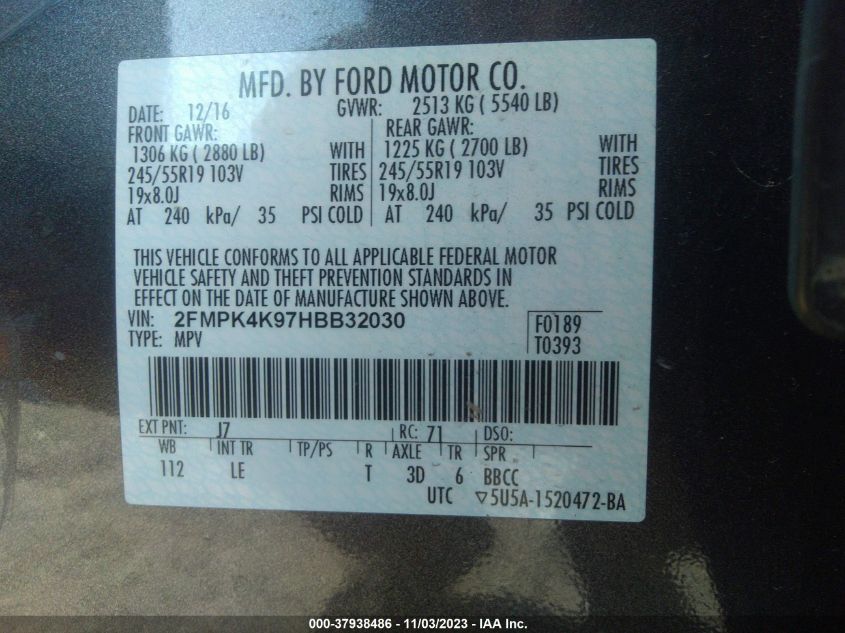 MFD. BY FORD MOTOR CO.
DATE: 12/16 GVWR: 2513 KG ( 5540 LB)
FRONT GAWR: REAR GAWR:
1306 KG ( 2880 LB) WITH 1225 KG ( 2700 LB) WITH
245/55R19 103V TIRES 245/55R19 103V TIRES
19x8.0J RIMS 19x8.0J RIMS
AT 240 kPa/ 35 PSI COLD AT 240 kPa/ 35 PSI COLD
THIS VEHICLE CONFORMS TO ALL APPLICABLE FEDERAL MOTOR
VEHICLE SAFETY AND THEFT PREVENTION STANDARDS IN
EFFECT ON THE DATE OF MANUFACTURE SHOWN ABOVE.
VIN: 2FMPK4K97HBB32030 F0189
TYPE: MPV T0393
EXT PNT: J7 RC: 71 DSO:
WB INT TR TP/PS R AXLE TR SPR
112 LE T 3D 6 BBCC
UTC ▽5U5A-1520472-BA
000-37938486 - 11/03/2023 - IAA Inc.